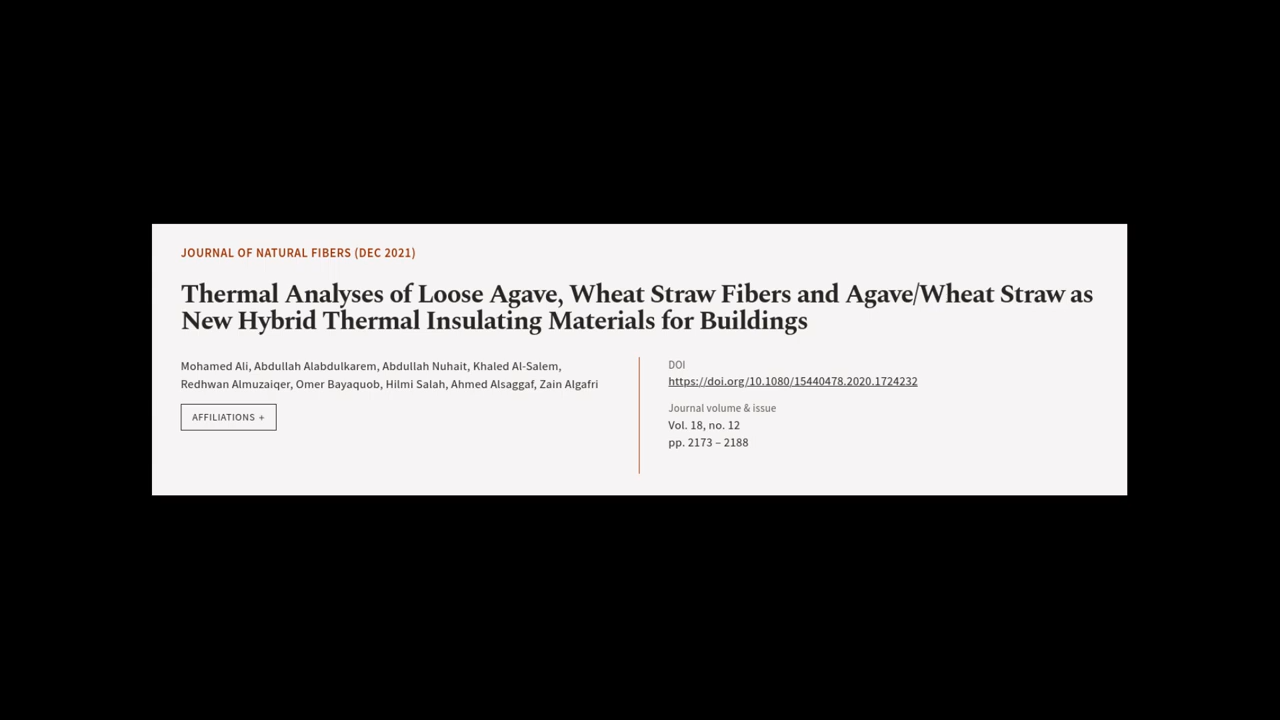 JOURNAL OF NATURAL FIBERS (DEC 2021)
Thermal Analyses of Loose Agave, Wheat Straw Fibers and Agave/Wheat Straw as
New Hybrid Thermal Insulating Materials for Buildings
Mohamed Ali, Abdullah Alabdulkarem, Abdullah Nuhait, Khaled Al-Salem,
Redhwan Almuzaiqer, Omer Bayaquob, Hilmi Salah, Ahmed Alsaggaf, Zain Algafri
AFFILIATIONS +
DOI
https://doi.org/10.1080/15440478.2020.1724232
Journal volume & issue
Vol. 18, no. 12
pp. 2173 – 2188